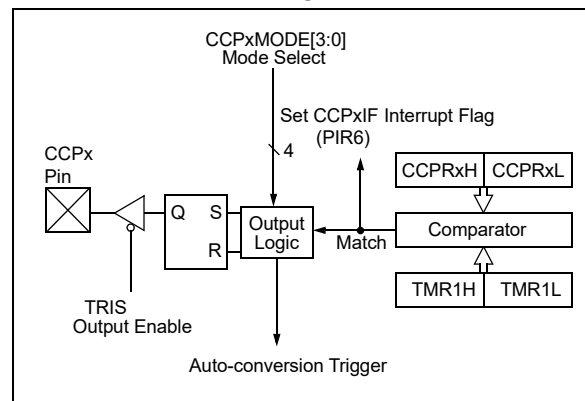 CCPxMODE[3:0]
Mode Select
Set CCPxIF Interrupt Flag
(PIR6)
4
CCPx
Pin
CCPRxH CCPRxL
Q S
R
Output
Logic
Match
Comparator
TRIS
Output Enable
TMR1H TMR1L
Auto-conversion Trigger